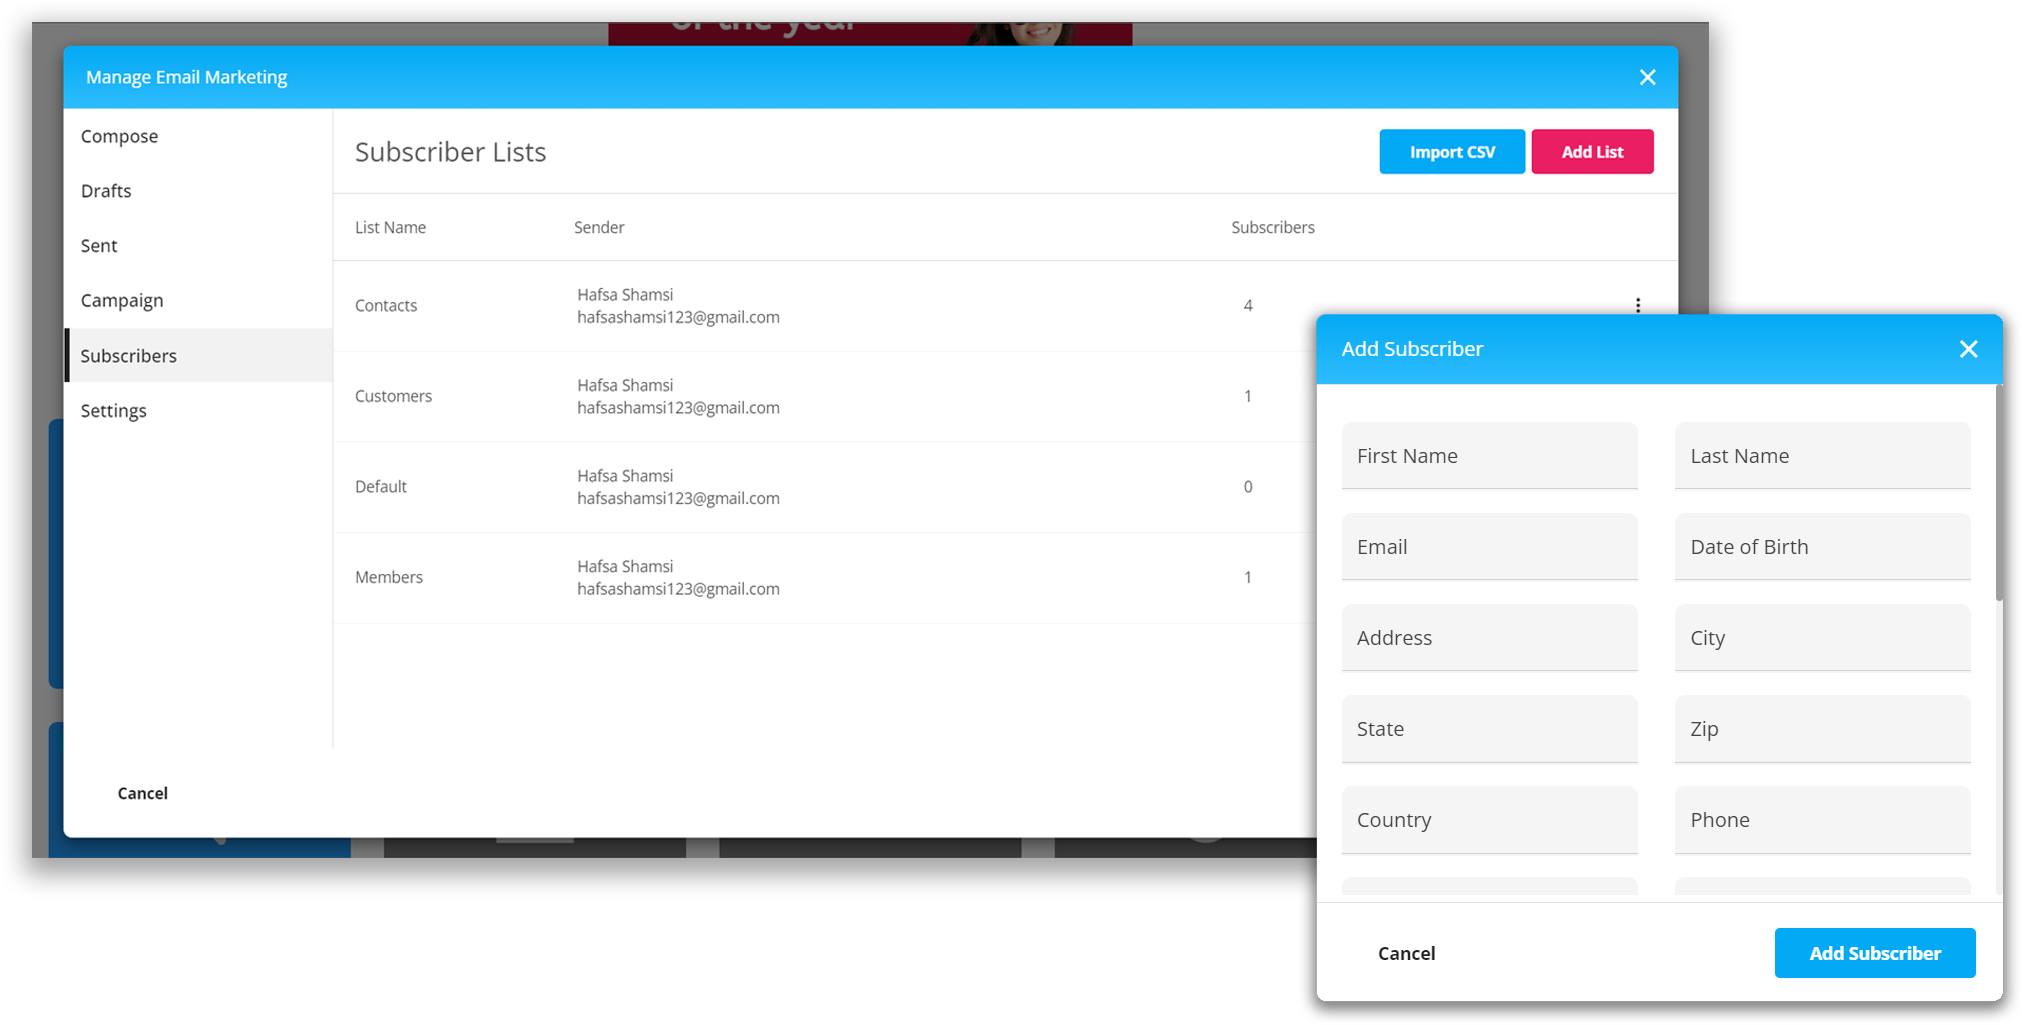 of the year
Manage Email Marketing
Compose
Drafts
Sent
Campaign
Subscribers
Settings
Cancel
Subscriber Lists
Import CSV
Add List
List Name Sender Subscribers
Contacts
Hafsa Shamsi
hafsashamsi123@gmail.com
4
Customers
Hafsa Shamsi
hafsashamsi123@gmail.com
1
Default
Hafsa Shamsi
hafsashamsi123@gmail.com
0
Members
Hafsa Shamsi
hafsashamsi123@gmail.com
1
Add Subscriber
First Name
Last Name
Email
Date of Birth
Address
City
State
Zip
Country
Phone
Cancel
Add Subscriber